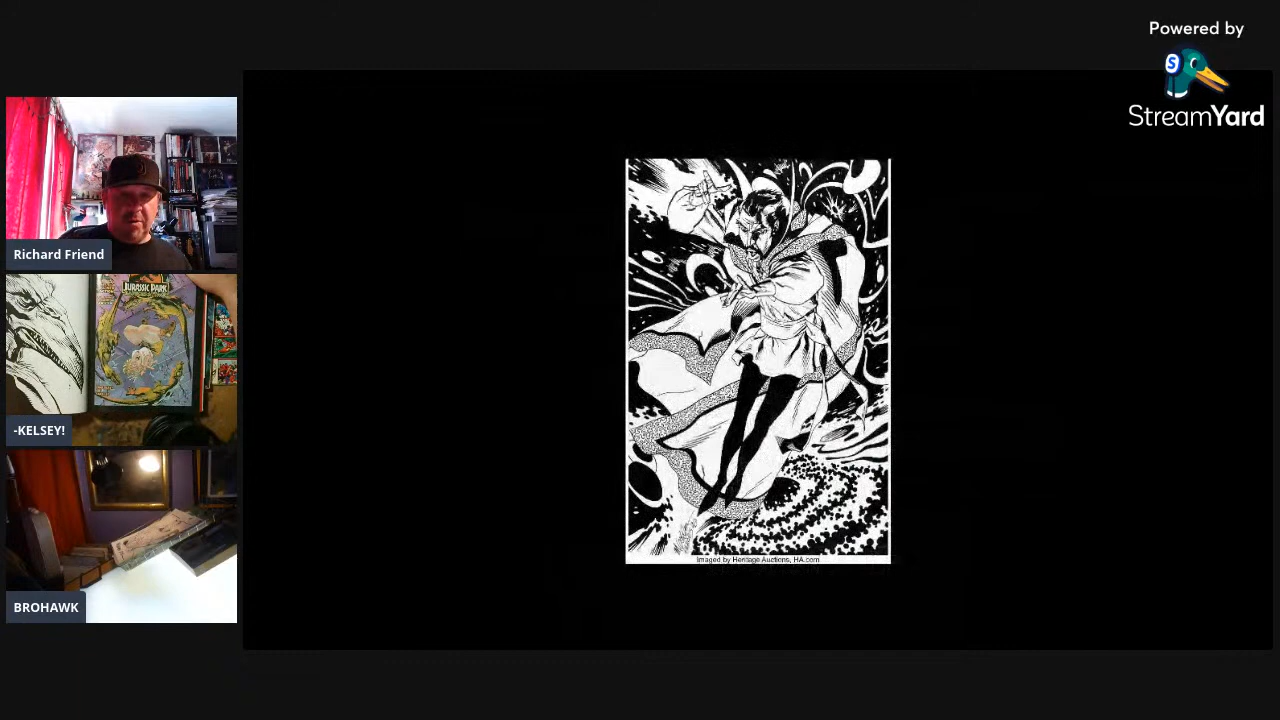 Powered by
StreamYard
Richard Friend
JURASSIC PARK
-KELSEY!
BROHAWK
Imaged by Heritage Auctions, HA.com